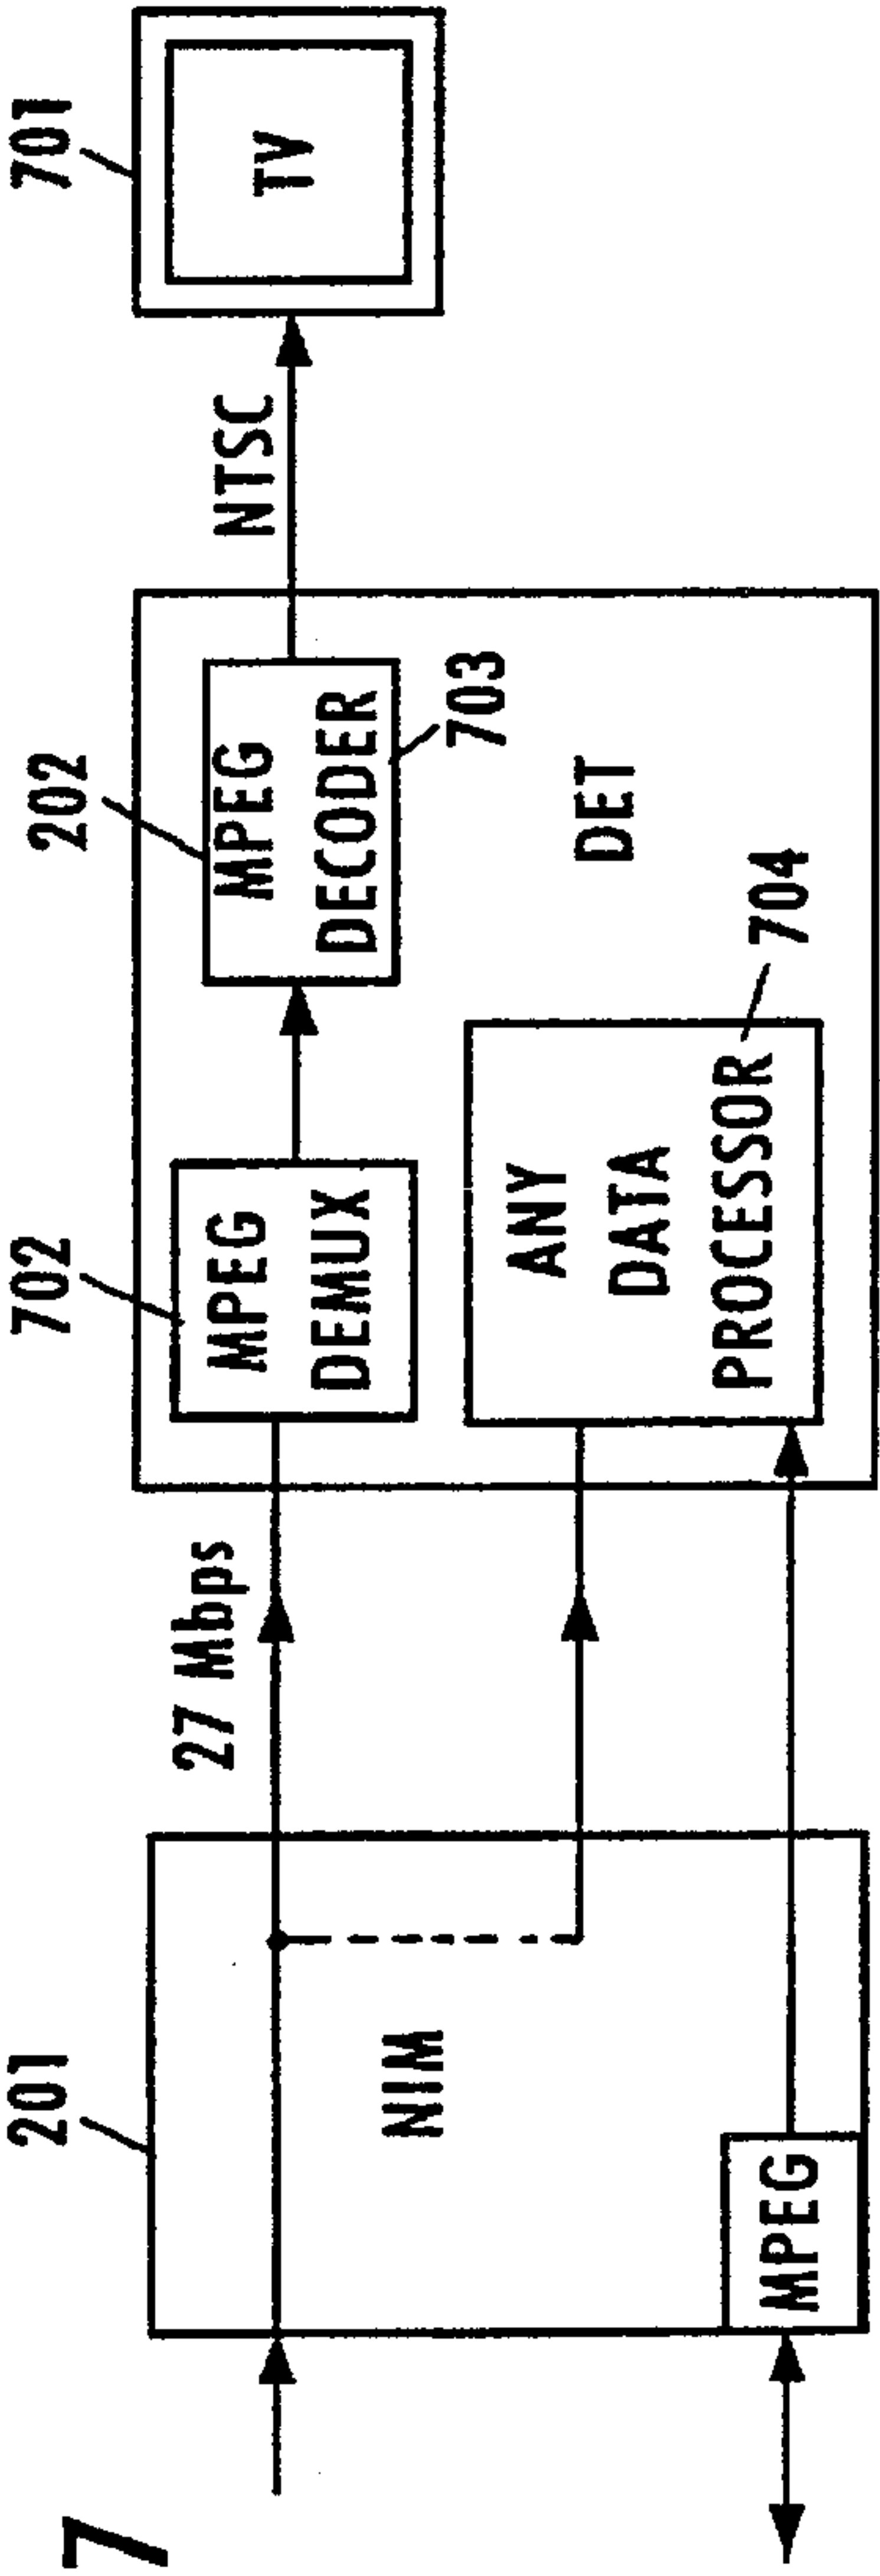 7
201
NIM
MPEG
27 Mbps
702
MPEG
DEMUX
202
MPEG
DECODER
703
DET
ANY
DATA
PROCESSOR
704
NTSC
701
TV